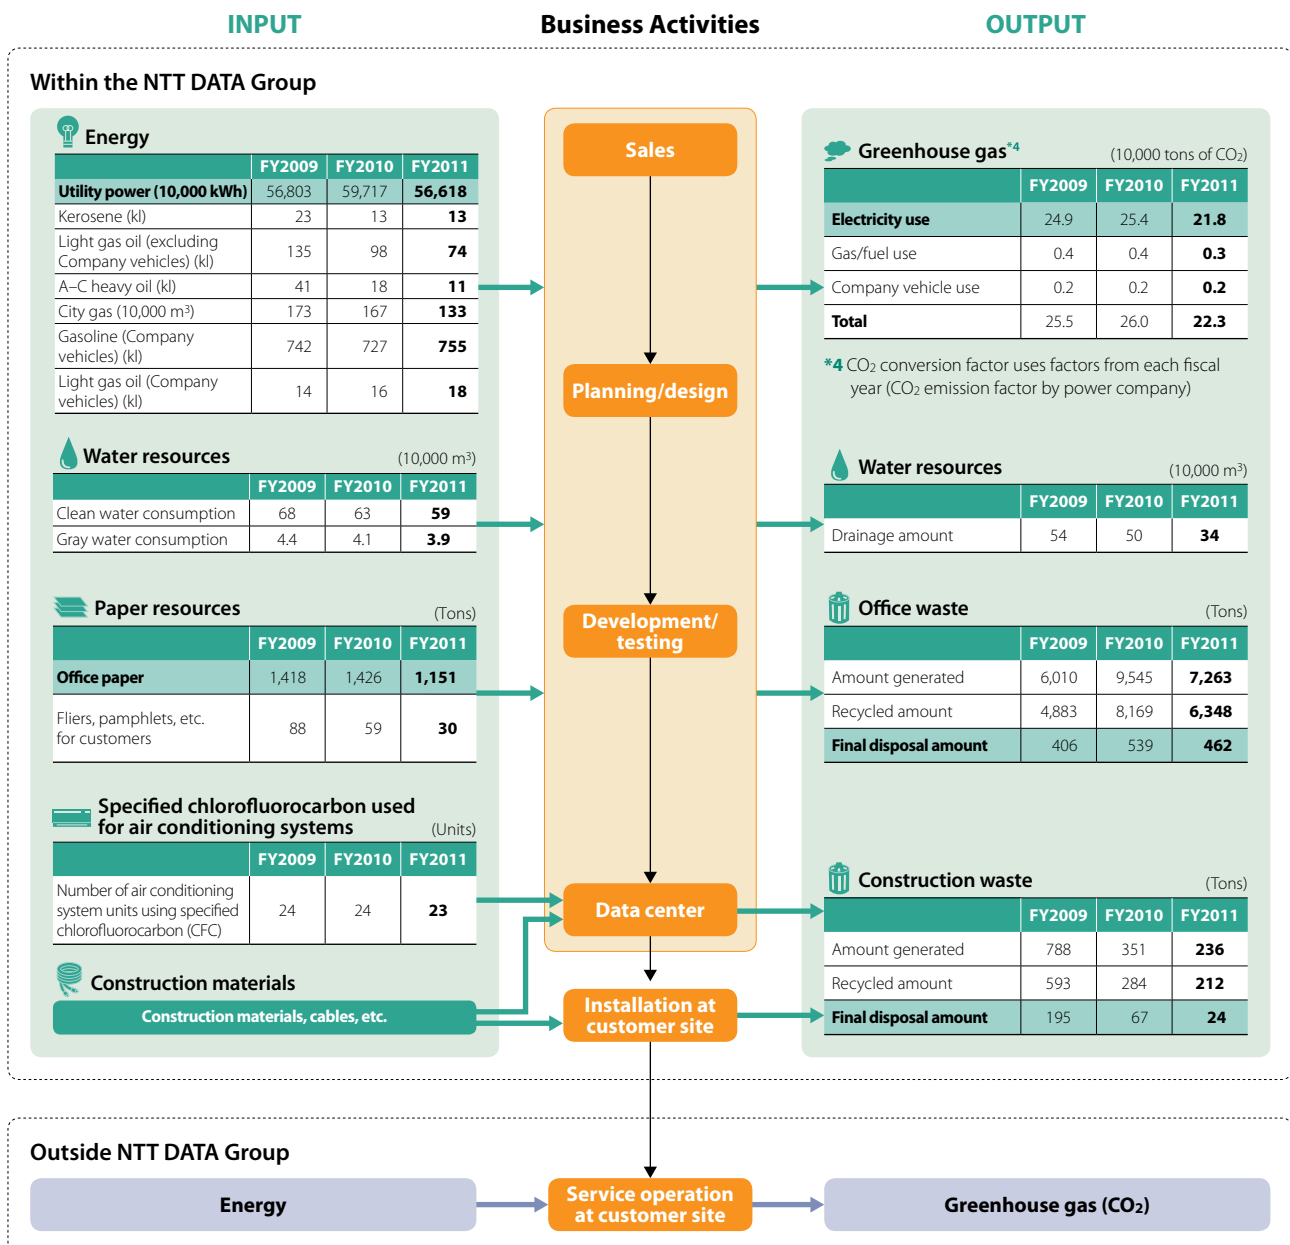 INPUT
Business Activities
OUTPUT
Within the NTT DATA Group
Energy
FY2009 FY2010 FY2011
Utility power (10,000 kWh) 56,803 59,717 56,618
Kerosene (kl) 23 13 13
Light gas oil (excluding
Company vehicles) (kl) 135 98 74
A–C heavy oil (kl) 41 18 11
City gas (10,000 m³) 173 167 133
Gasoline (Company
vehicles) (kl) 742 727 755
Light gas oil (Company
vehicles) (kl) 14 16 18
Water resources (10,000 m³)
FY2009 FY2010 FY2011
Clean water consumption 68 63 59
Gray water consumption 4.4 4.1 3.9
Paper resources (Tons)
FY2009 FY2010 FY2011
Office paper 1,418 1,426 1,151
Fliers, pamphlets, etc.
for customers 88 59 30
Specified chlorofluorocarbon used
for air conditioning systems (Units)
FY2009 FY2010 FY2011
Number of air conditioning
system units using specified 24 24 23
chlorofluorocarbon (CFC)
Construction materials
Construction materials, cables, etc.
Sales
Planning/design
Development/
testing
Data center
Installation at
customer site
Greenhouse gas*4 (10,000 tons of CO₂)
FY2009 FY2010 FY2011
Electricity use 24.9 25.4 21.8
Gas/fuel use 0.4 0.4 0.3
Company vehicle use 0.2 0.2 0.2
Total 25.5 26.0 22.3
*4 CO₂ conversion factor uses factors from each fiscal
year (CO₂ emission factor by power company)
Water resources (10,000 m³)
FY2009 FY2010 FY2011
Drainage amount 54 50 34
Office waste (Tons)
FY2009 FY2010 FY2011
Amount generated 6,010 9,545 7,263
Recycled amount 4,883 8,169 6,348
Final disposal amount 406 539 462
Construction waste (Tons)
FY2009 FY2010 FY2011
Amount generated 788 351 236
Recycled amount 593 284 212
Final disposal amount 195 67 24
Outside NTT DATA Group
Energy
Service operation
at customer site
Greenhouse gas (CO₂)